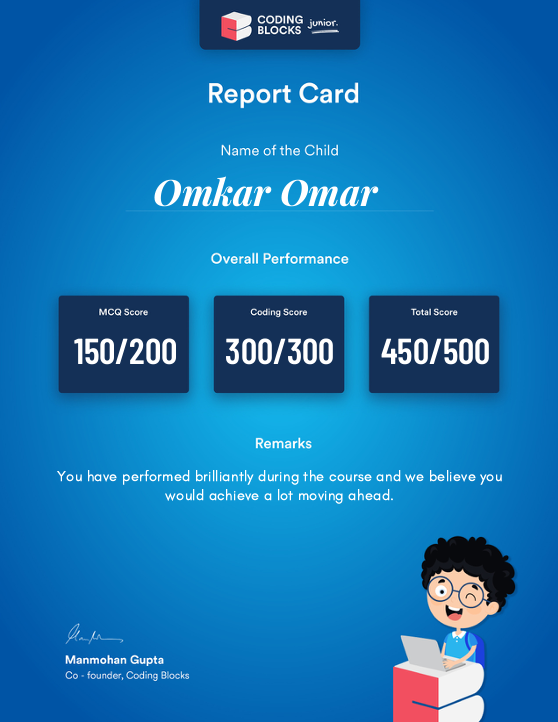 CODING
BLOCKS junior.
Report Card
Name of the Child
Omkar Omar
Overall Performance
MCQ Score
150/200
Coding Score
300/300
Total Score
450/500
Remarks
You have performed brilliantly during the course and we believe you
would achieve a lot moving ahead.
Manmohan Gupta
Co - founder, Coding Blocks